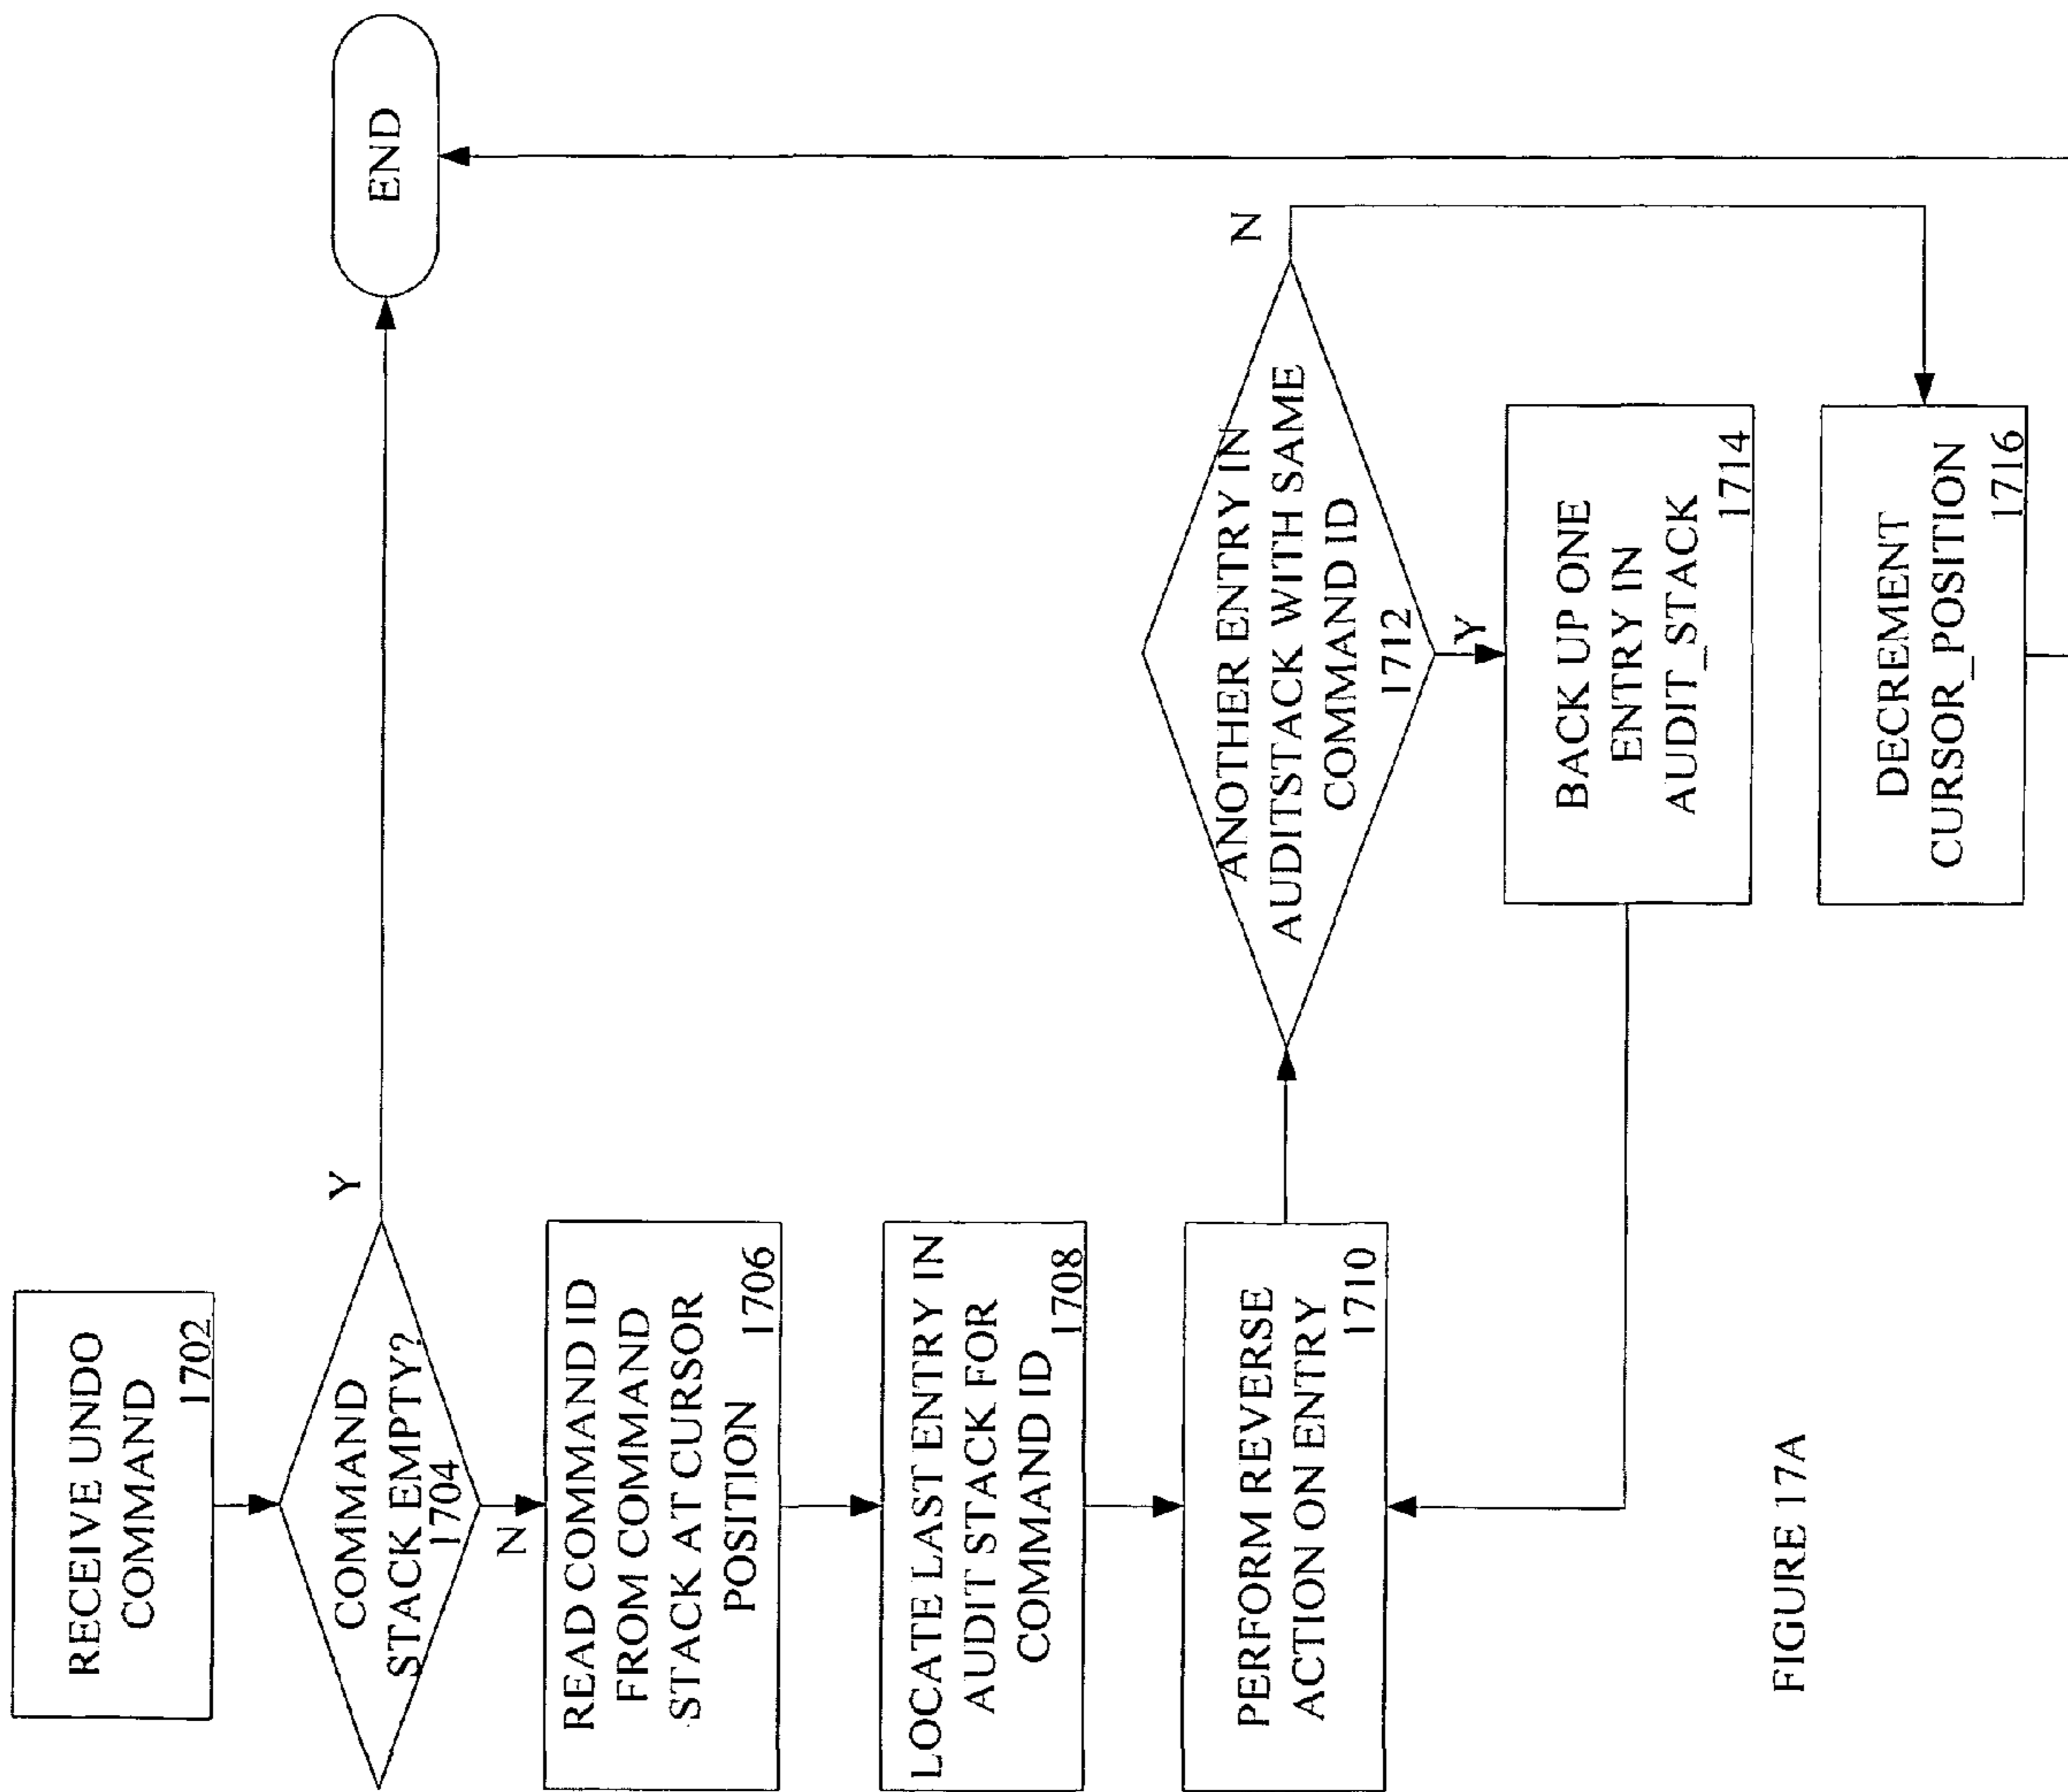 RECEIVE UNDO
COMMAND
1702
COMMAND
STACK EMPTY?
1704
Y
END
N
READ COMMAND ID
FROM COMMAND
STACK AT CURSOR
POSITION
1706
LOCATE LAST ENTRY IN
AUDIT STACK FOR
COMMAND ID
1708
PERFORM REVERSE
ACTION ON ENTRY
1710
ANOTHER ENTRY IN
AUDITSTACK WITH SAME
COMMAND ID
1712
N
Y
BACK UP ONE
ENTRY IN
AUDIT_STACK
1714
DECREMENT
CURSOR_POSITION
1716
FIGURE 17A